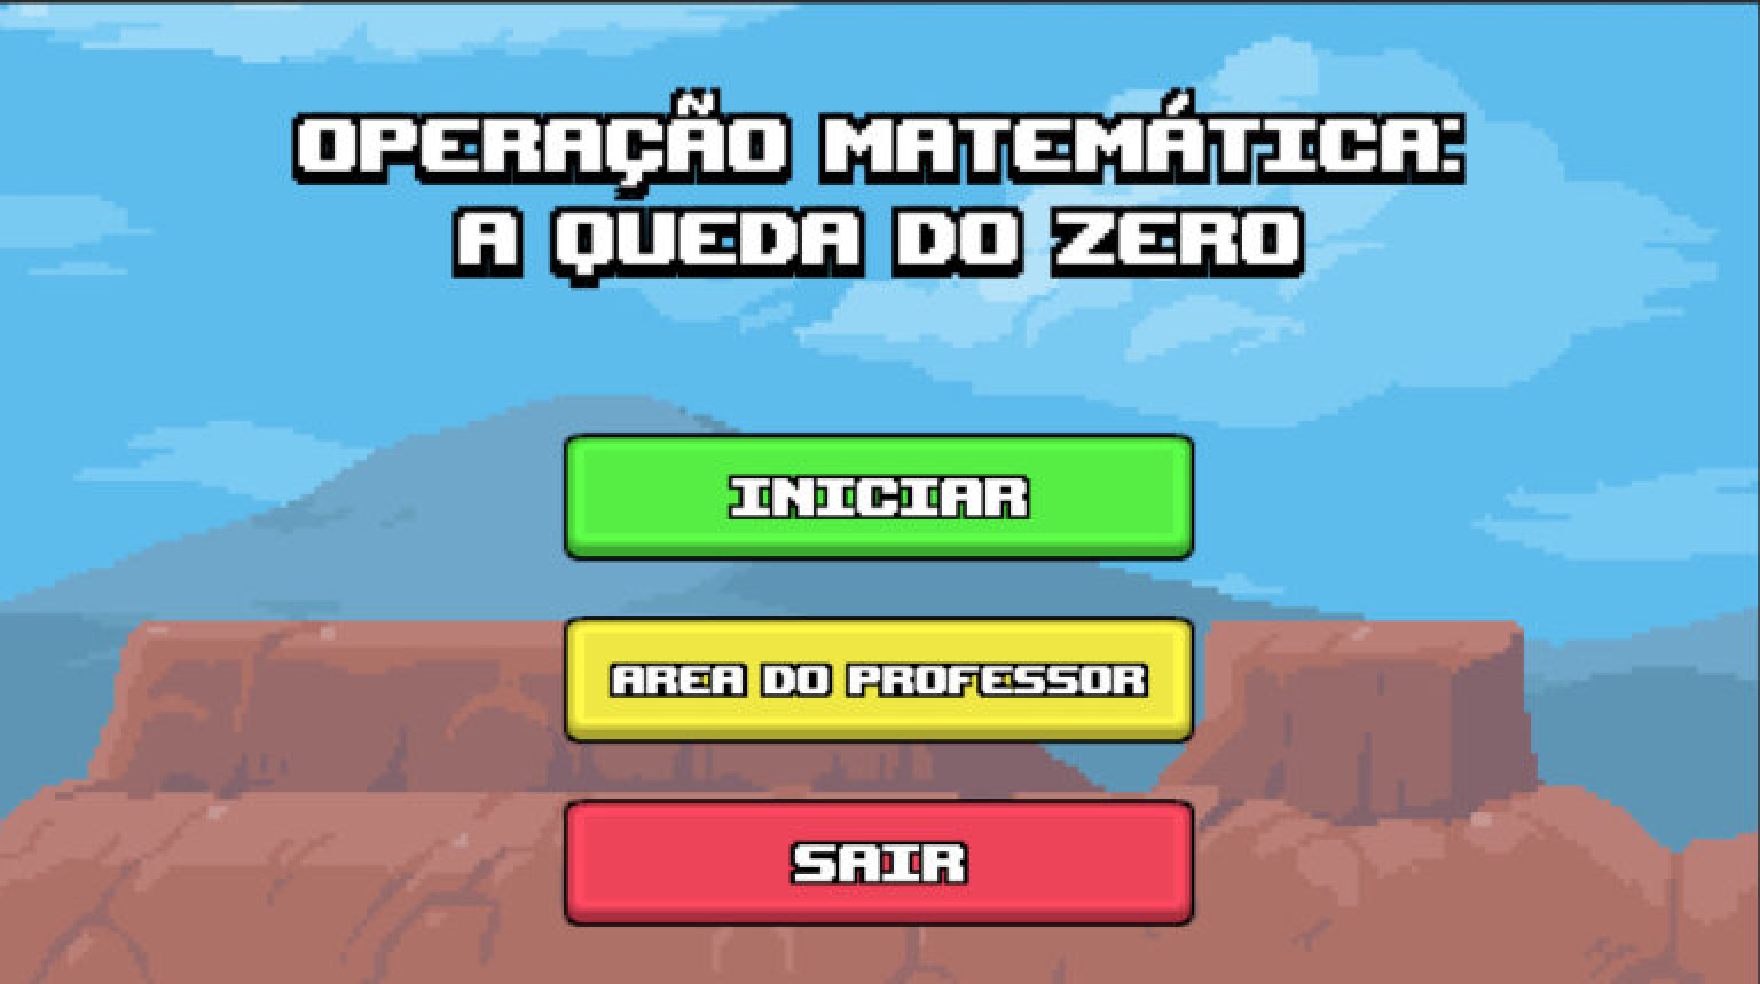 OPERAÇÃO MATEMÁTICA:
A QUEDA DO ZERO
INICIAR
AREA DO PROFESSOR
SAIR